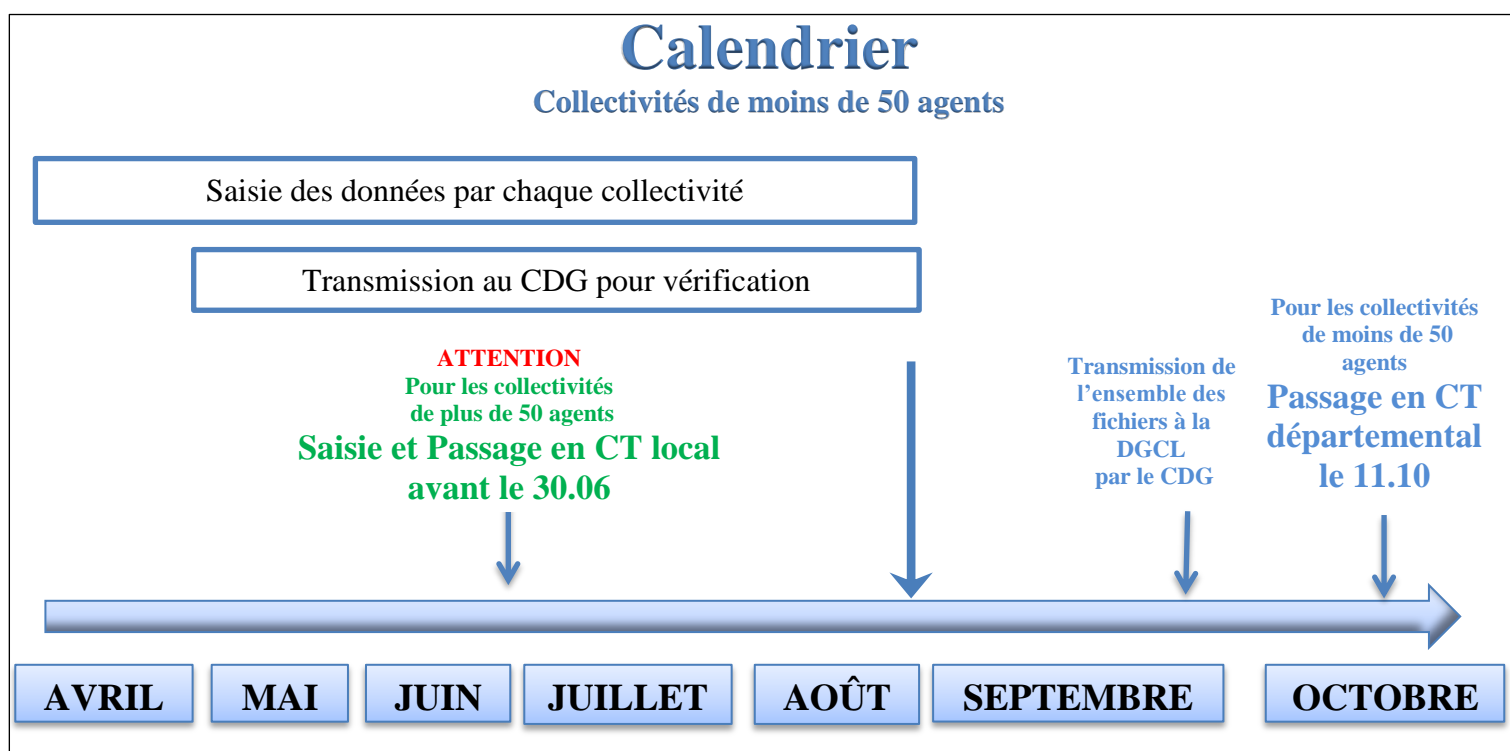 Calendrier
Collectivités de moins de 50 agents
Saisie des données par chaque collectivité
Transmission au CDG pour vérification
ATTENTION
Pour les collectivités
de plus de 50 agents
Saisie et Passage en CT local
avant le 30.06
Transmission de
l’ensemble des
fichiers à la
DGCL
par le CDG
Pour les collectivités
de moins de 50
agents
Passage en CT
départemental
le 11.10
AVRIL
MAI
JUIN
JUILLET
AOÛT
SEPTEMBRE
OCTOBRE